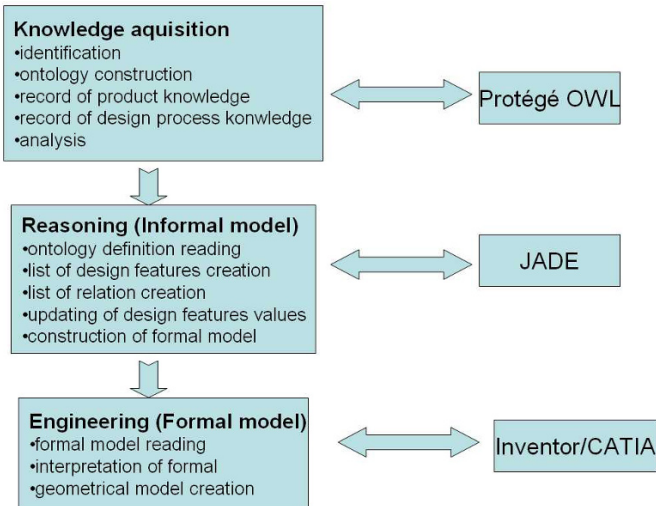 Knowledge aquisition
•identification
•ontology construction
•record of product knowledge
•record of design process konwledge
•analysis
Protégé OWL
Reasoning (Informal model)
•ontology definition reading
•list of design features creation
•list of relation creation
•updating of design features values
•construction of formal model
JADE
Engineering (Formal model)
•formal model reading
•interpretation of formal
•geometrical model creation
Inventor/CATIA